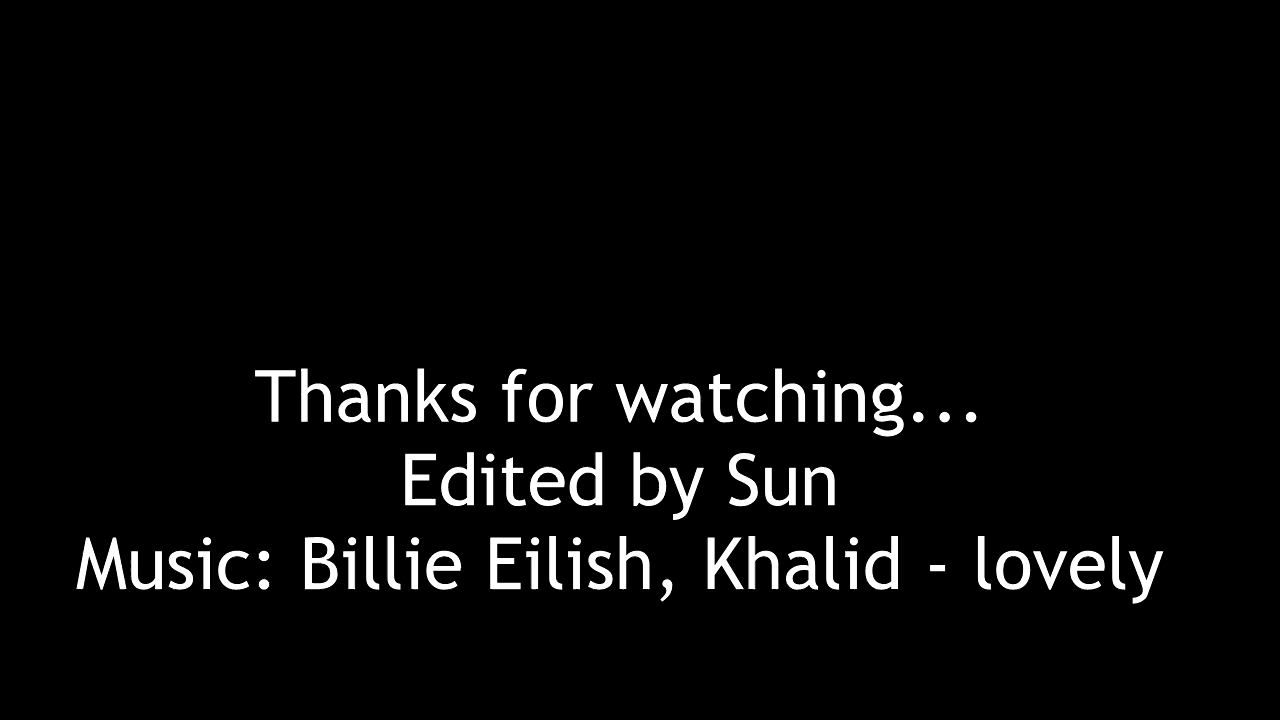 Thanks for watching...
Edited by Sun
Music: Billie Eilish, Khalid - lovely